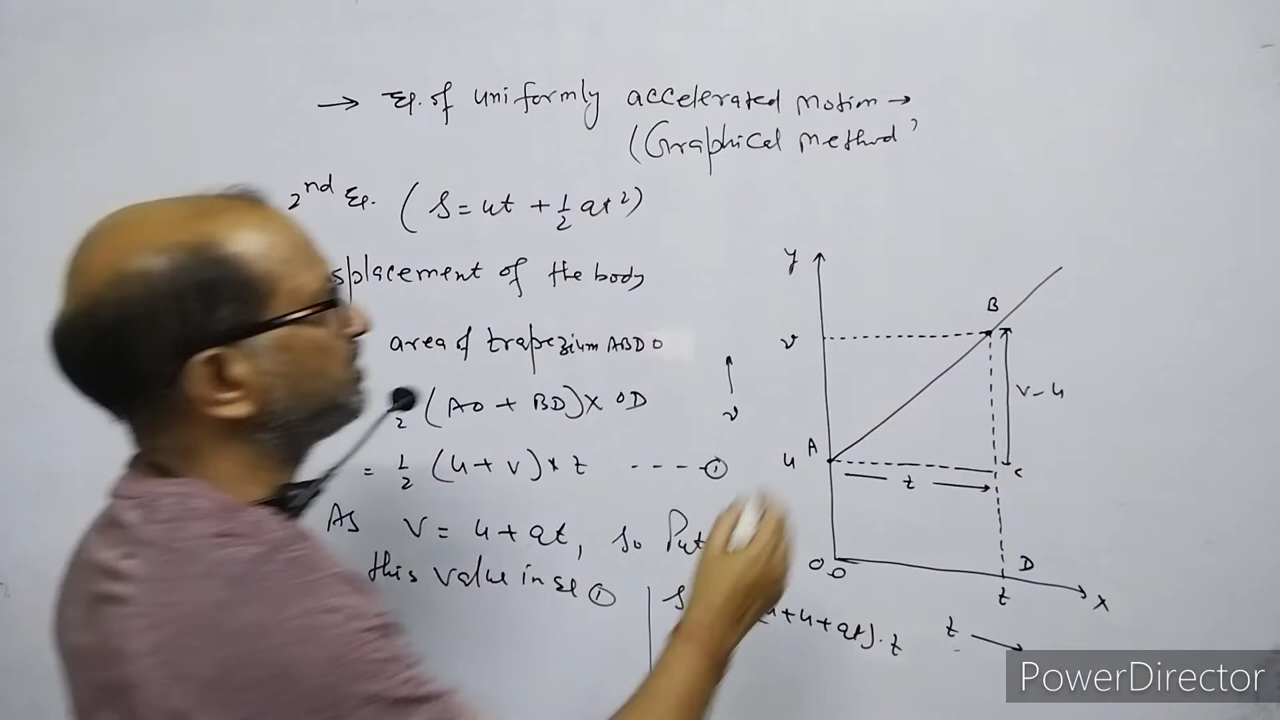 → Eq. of uniformly accelerated motion →
(Graphical method)
2nd Eq. (S = ut + 1/2 at²)
splacement of the body
area of trapezium ABDO
2 (AO + BD) × OD
= 1/2 (u + v) × t ----①
As v = u + at, so Put
this value in ①
S
u + u + at). t
y
B
v
v - u
↑
v
A
u
C
t
O O
D
t
X
t →
PowerDirector